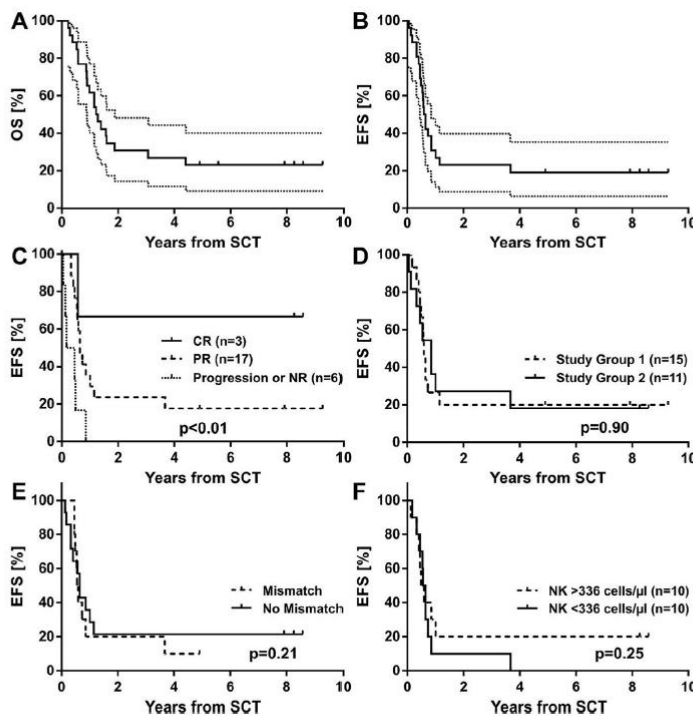 A
100
80
60
40
20
0
OS [%]
0 2 4 6 8 10
Years from SCT
B
100
80
60
40
20
0
EFS [%]
0 2 4 6 8 10
Years from SCT
C
100
80
60
40
20
0
EFS [%]
CR (n=3)
PR (n=17)
Progression or NR (n=6)
p<0.01
0 2 4 6 8 10
Years from SCT
D
100
80
60
40
20
0
EFS [%]
Study Group 1 (n=15)
Study Group 2 (n=11)
p=0.90
0 2 4 6 8 10
Years from SCT
E
100
80
60
40
20
0
EFS [%]
Mismatch
No Mismatch
p=0.21
0 2 4 6 8 10
Years from SCT
F
100
80
60
40
20
0
EFS [%]
NK >336 cells/µl (n=10)
NK <336 cells/µl (n=10)
p=0.25
0 2 4 6 8 10
Years from SCT